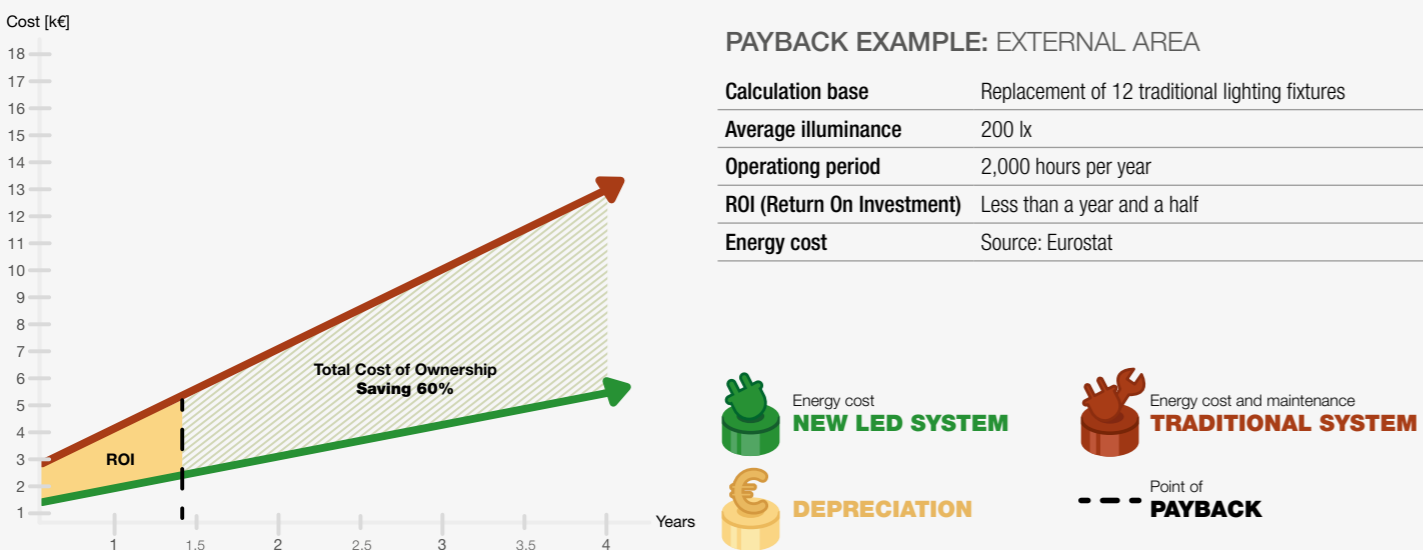 Cost [k€]
18
17
16
15
14
13
12
11
10
9
8
7
6
5
4
3
2
1
Total Cost of Ownership
Saving 60%
ROI
1
1.5
2
2.5
3
3.5
4
Years
PAYBACK EXAMPLE: EXTERNAL AREA
Calculation base Replacement of 12 traditional lighting fixtures
Average illuminance 200 lx
Operationg period 2,000 hours per year
ROI (Return On Investment) Less than a year and a half
Energy cost Source: Eurostat
Energy cost
NEW LED SYSTEM
Energy cost and maintenance
TRADITIONAL SYSTEM
€
DEPRECIATION
Point of
PAYBACK